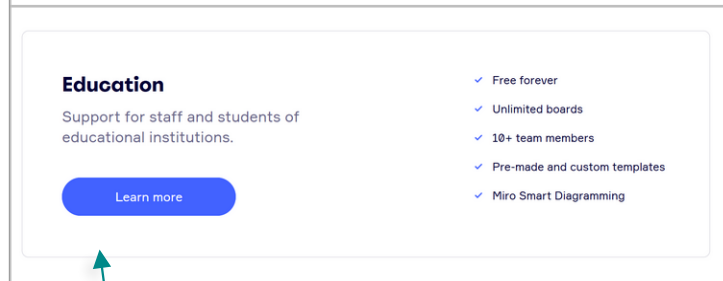 Education
Support for staff and students of
educational institutions.
Learn more
Free forever
Unlimited boards
10+ team members
Pre-made and custom templates
Miro Smart Diagramming